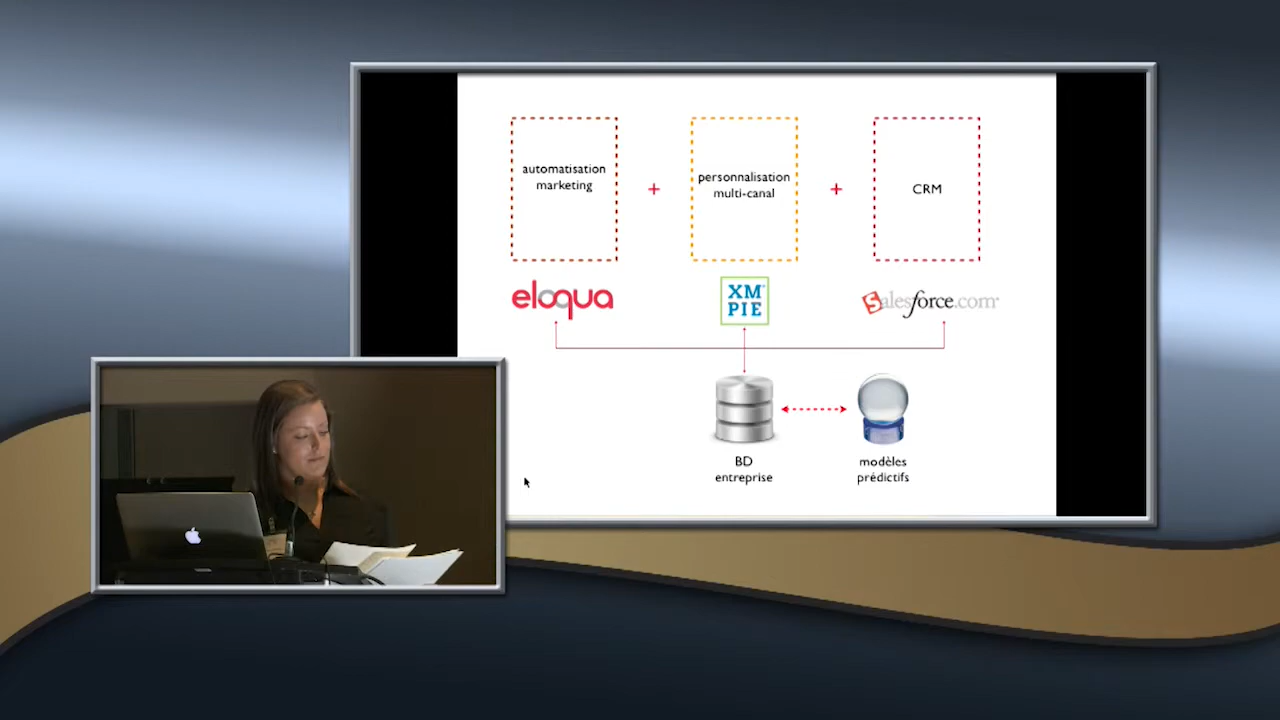 automatisation
marketing
+
personnalisation
multi-canal
+
CRM
eloqua
XM
PIE
salesforce.com
BD
entreprise
modèles
prédictifs